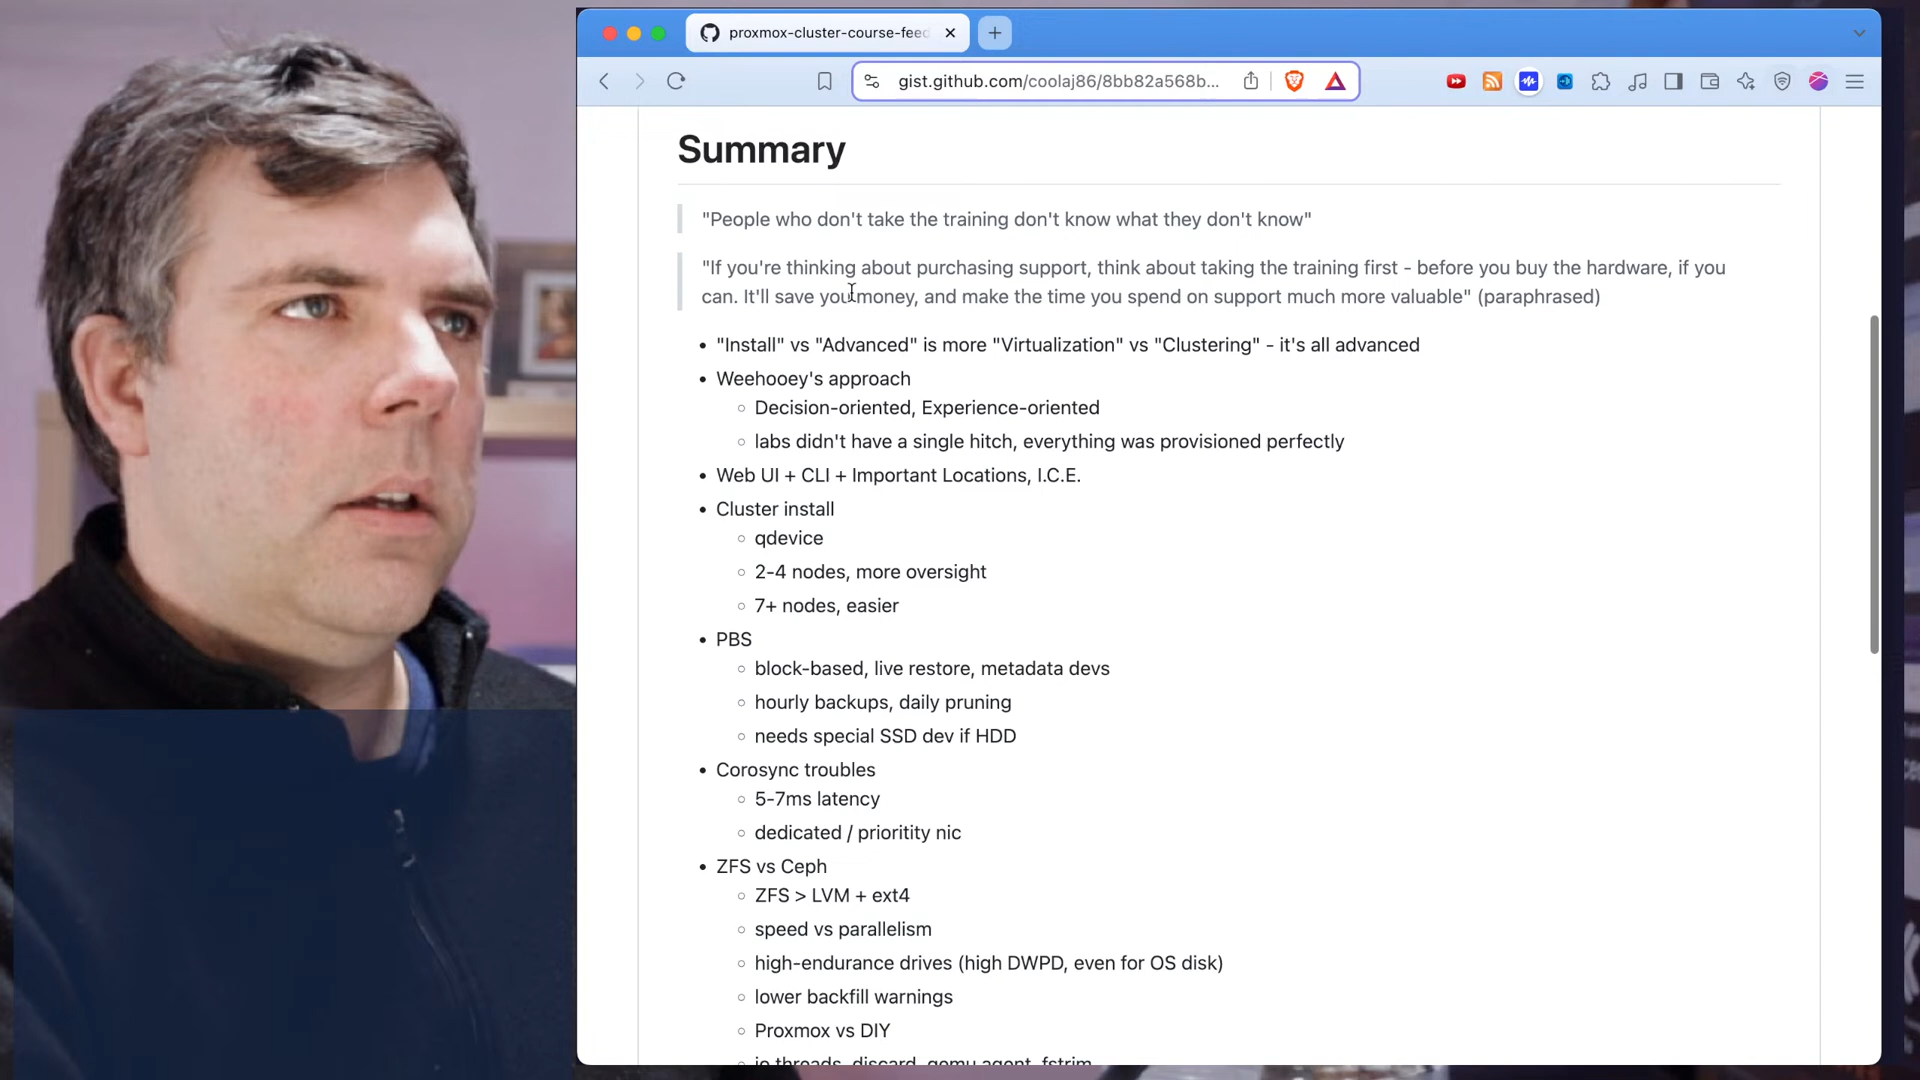 proxmox-cluster-course-feed
gist.github.com/coolaj86/8bb82a568b...
Summary
"People who don't take the training don't know what they don't know"
"If you're thinking about purchasing support, think about taking the training first - before you buy the hardware, if you
can. It'll save you money, and make the time you spend on support much more valuable" (paraphrased)
• "Install" vs "Advanced" is more "Virtualization" vs "Clustering" - it's all advanced
• Weehooey's approach
○ Decision-oriented, Experience-oriented
○ labs didn't have a single hitch, everything was provisioned perfectly
• Web UI + CLI + Important Locations, I.C.E.
• Cluster install
○ qdevice
○ 2-4 nodes, more oversight
○ 7+ nodes, easier
• PBS
○ block-based, live restore, metadata devs
○ hourly backups, daily pruning
○ needs special SSD dev if HDD
• Corosync troubles
○ 5-7ms latency
○ dedicated / prioritity nic
• ZFS vs Ceph
○ ZFS > LVM + ext4
○ speed vs parallelism
○ high-endurance drives (high DWPD, even for OS disk)
○ lower backfill warnings
○ Proxmox vs DIY
○ io threads, discard, qemu agent, fstrim